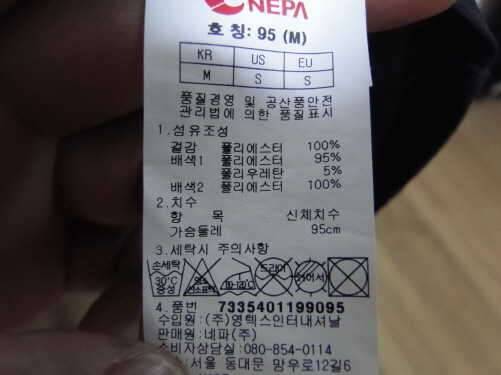 NEPA
호 칭: 95 (M)
KR US EU
M S S
품질경영 및 공산품안전
관리법에 의한 품질표시
1.섬유조성
겉감 폴리에스터 100%
배색1 폴리에스터 95%
폴리우레탄 5%
배색2 폴리에스터 100%
2.치수
항 목 신체치수
가슴둘레 95cm
3.세탁시 주의사항
손세탁
30℃
중성
드라이
4.품번 7335401199095
수입원:(주)영텍스인터내셔날
판매원:네파(주)
소비자상담실:080-854-0114
서울 동대문 망우로12길6